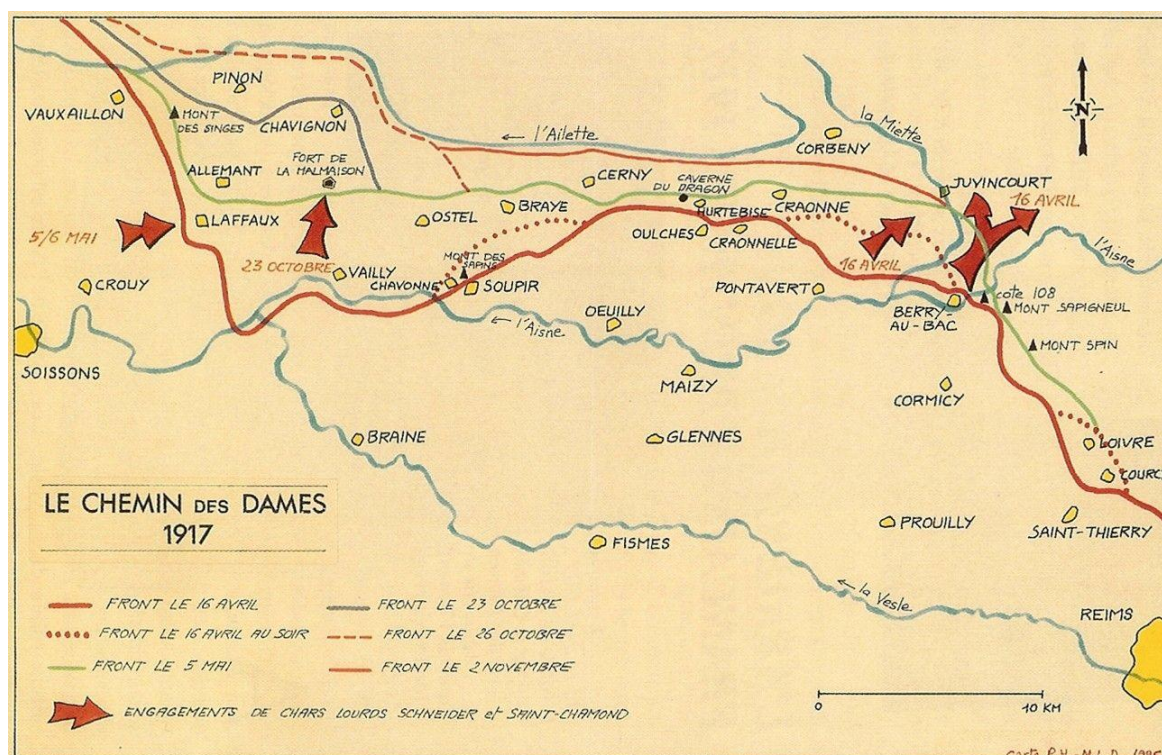 PINON
VAUXAILLON
MONT
DES SINGES
CHAVIGNON
← l'Ailette
la Miette
CORBENY
N
ALLEMANT
FORT DE
LA MALMAISON
CERNY
CAVERNE
DU DRAGON
JUVINCOURT
16 AVRIL
LAFFAUX
OSTEL
BRAYE
HURTEBISE
CRAONNE
5/6 MAI
OULCHES
CRAONNELLE
l'Aisne
23 OCTOBRE
VAILLY
MONT DES
SAPINS
16 AVRIL
CROUY
CHAVONNE
SOUPIR
PONTAVERT
côte 108
MONT SAPIGNEUL
BERRY-
AU-BAC
← l'Aisne
OEUILLY
MONT SPIN
SOISSONS
MAIZY
CORMICY
BRAINE
GLENNES
LOIVRE
COURC
LE CHEMIN DES DAMES
1917
PROUILLY
SAINT-THIERRY
FISMES
← la Vesle
REIMS
FRONT LE 16 AVRIL
FRONT LE 23 OCTOBRE
FRONT LE 16 AVRIL AU SOIR
FRONT LE 26 OCTOBRE
FRONT LE 5 MAI
FRONT LE 2 NOVEMBRE
ENGAGEMENTS DE CHARS LOURDS SCHNEIDER et SAINT-CHAMOND
0 10 KM